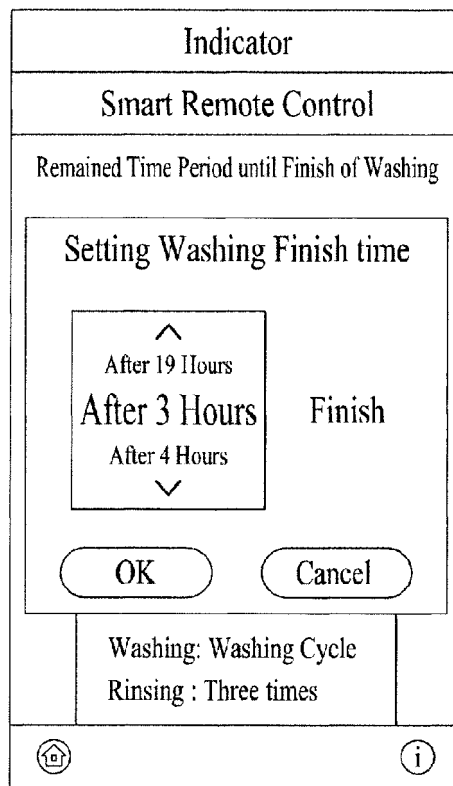 Indicator
Smart Remote Control
Remained Time Period until Finish of Washing
Setting Washing Finish time
After 19 Hours
After 3 Hours Finish
After 4 Hours
OK Cancel
Washing: Washing Cycle
Rinsing : Three times
i